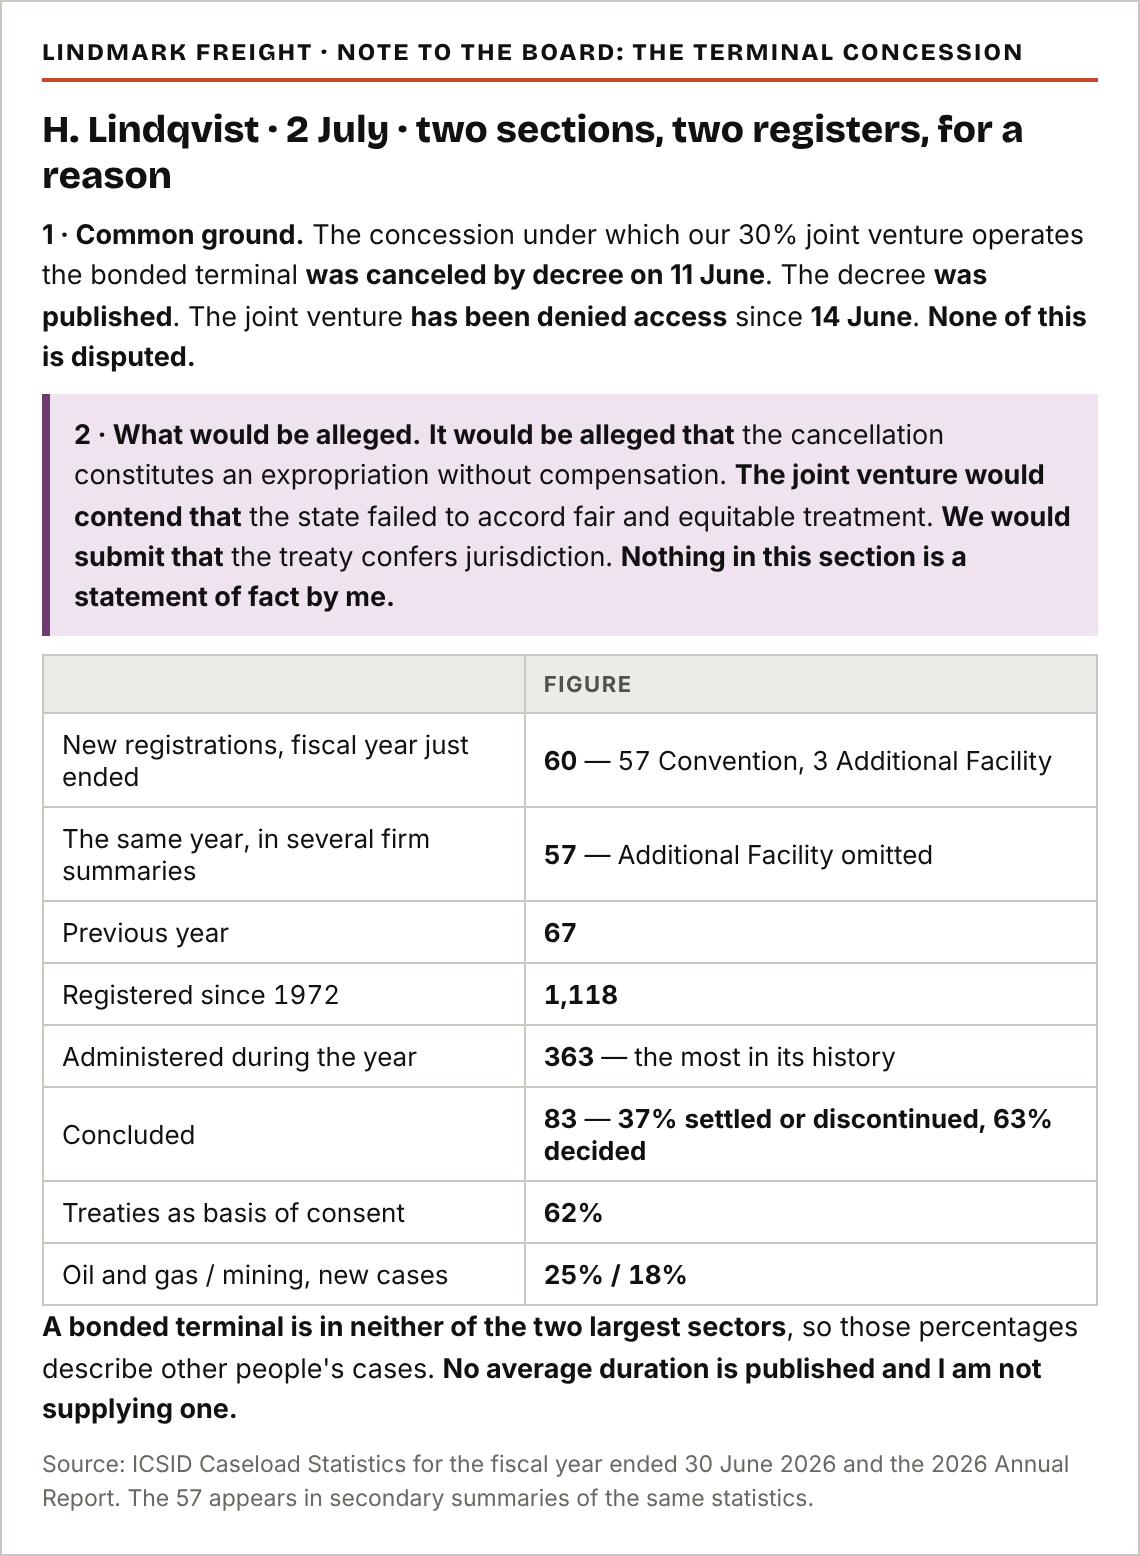 LINDMARK FREIGHT · NOTE TO THE BOARD: THE TERMINAL CONCESSION
H. Lindqvist · 2 July · two sections, two registers, for a
reason
1 · Common ground. The concession under which our 30% joint venture operates
the bonded terminal was canceled by decree on 11 June. The decree was
published. The joint venture has been denied access since 14 June. None of this
is disputed.
2 · What would be alleged. It would be alleged that the cancellation
constitutes an expropriation without compensation. The joint venture would
contend that the state failed to accord fair and equitable treatment. We would
submit that the treaty confers jurisdiction. Nothing in this section is a
statement of fact by me.
FIGURE
New registrations, fiscal year just
ended
60 — 57 Convention, 3 Additional Facility
The same year, in several firm
summaries
57 — Additional Facility omitted
Previous year
67
Registered since 1972
1,118
Administered during the year
363 — the most in its history
Concluded
83 — 37% settled or discontinued, 63%
decided
Treaties as basis of consent
62%
Oil and gas / mining, new cases
25% / 18%
A bonded terminal is in neither of the two largest sectors, so those percentages
describe other people's cases. No average duration is published and I am not
supplying one.
Source: ICSID Caseload Statistics for the fiscal year ended 30 June 2026 and the 2026 Annual
Report. The 57 appears in secondary summaries of the same statistics.